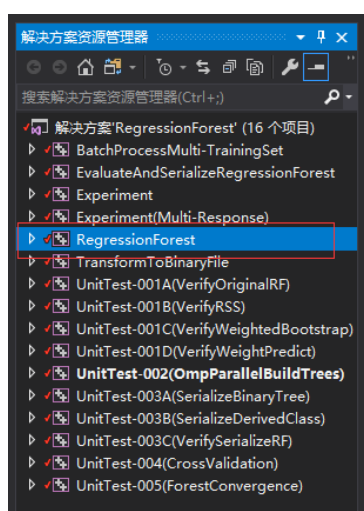 解决方案资源管理器
搜索解决方案资源管理器(Ctrl+;)
解决方案'RegressionForest' (16 个项目)
BatchProcessMulti-TrainingSet
EvaluateAndSerializeRegressionForest
Experiment
Experiment(Multi-Response)
RegressionForest
TransformToBinaryFile
UnitTest-001A(VerifyOriginalRF)
UnitTest-001B(VerifyRSS)
UnitTest-001C(VerifyWeightedBootstrap)
UnitTest-001D(VerifyWeightPredict)
UnitTest-002(OmpParallelBuildTrees)
UnitTest-003A(SerializeBinaryTree)
UnitTest-003B(SerializeDerivedClass)
UnitTest-003C(VerifySerializeRF)
UnitTest-004(CrossValidation)
UnitTest-005(ForestConvergence)